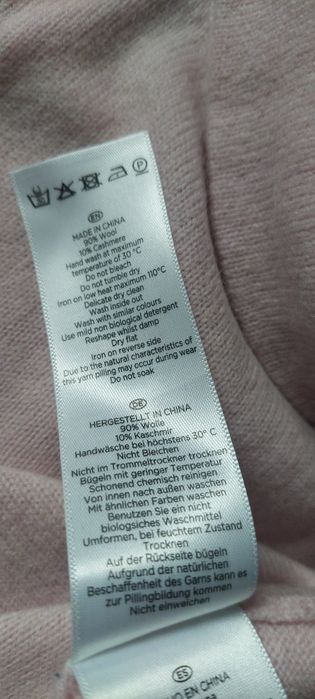 P
EN
MADE IN CHINA
90% Wool
10% Cashmere
Hand wash at maximum
temperature of 30°C
Do not bleach
Do not tumble dry
Iron on low heat maximum 110°C
Delicate dry clean
Wash inside out
Wash with similar colours
Use mild non biological detergent
Reshape whilst damp
Dry flat
Iron on reverse side
Due to the natural characteristics of
this yarn pilling may occur during wear
Do not soak
DE
HERGESTELLT IN CHINA
90% Wolle
10% Kaschmir
Handwäsche bei höchstens 30° C
Nicht Bleichen
Nicht im Trommeltrockner trocknen
Bügeln mit geringer Temperatur
Schonend chemisch reinigen
Von innen nach außen waschen
Mit ähnlichen Farben waschen
Benutzen Sie ein nicht
biologsiches Waschmittel
Umformen, bei feuchtem Zustand
Trocknen
Auf der Rückseite bügeln
Aufgrund der natürlichen
Beschaffenheit des Garns kann es
zur Pillingbildung kommen
Nicht einweichen
ES
EN CHINA